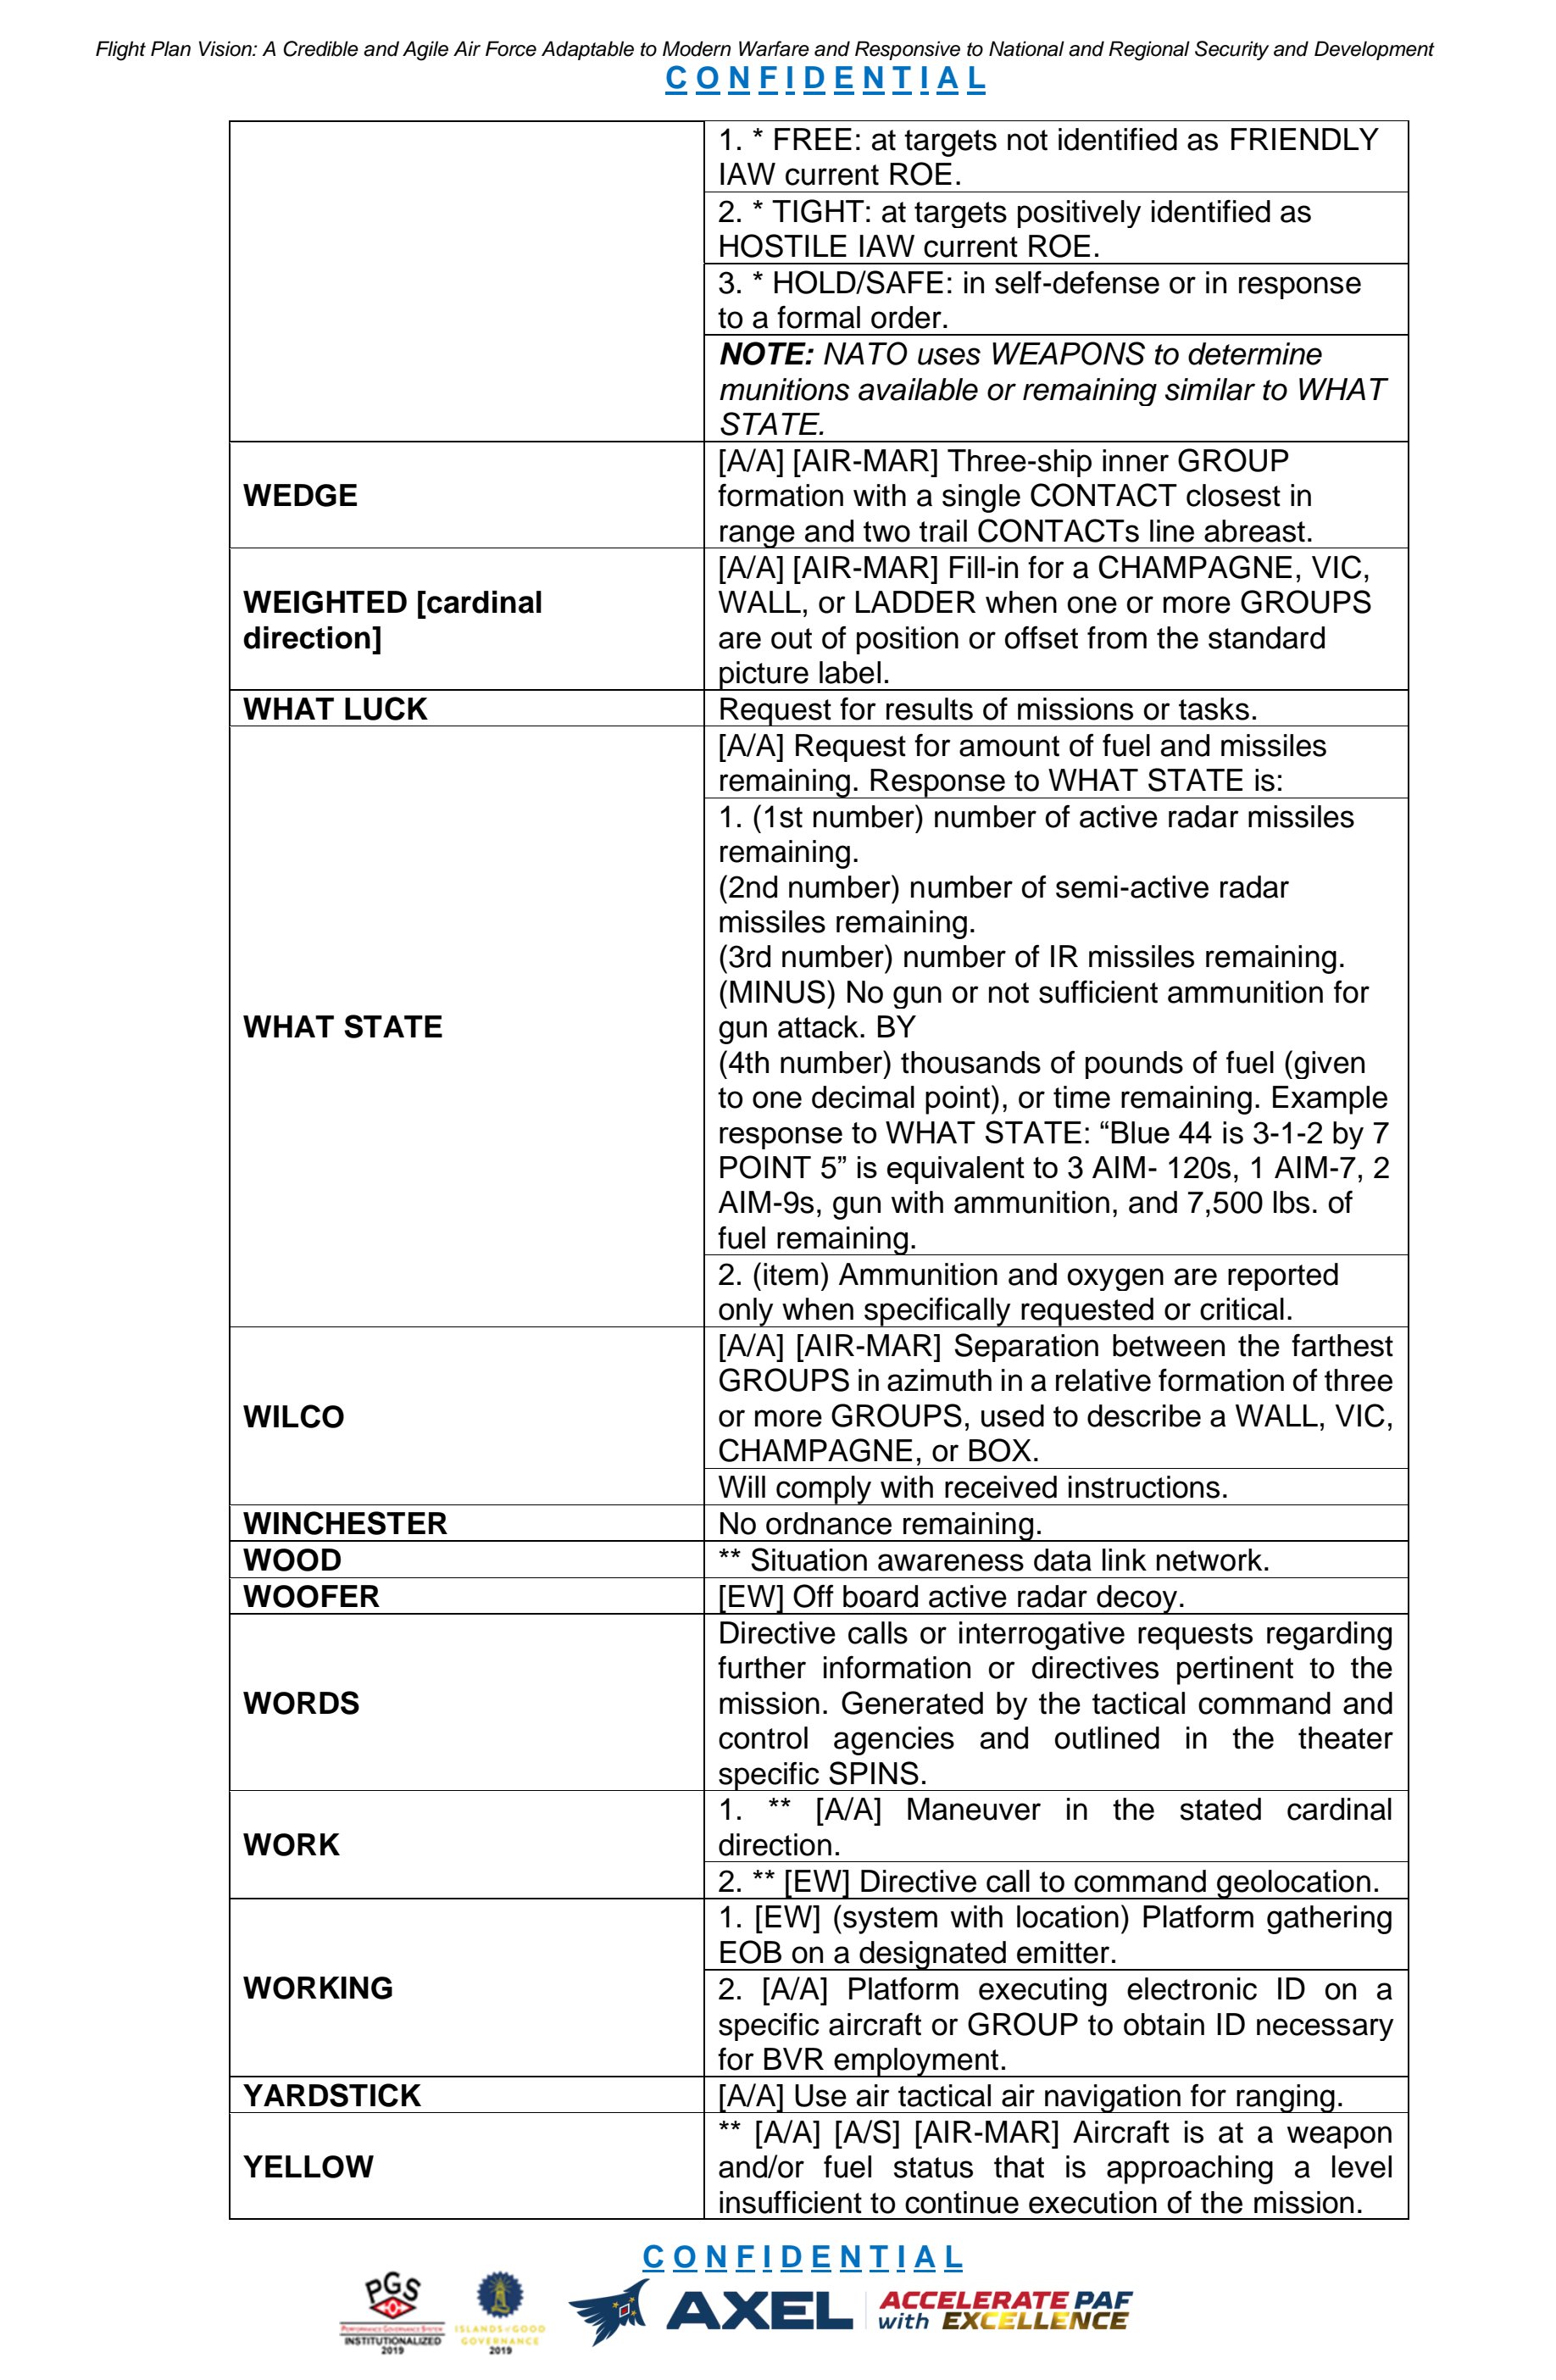 Flight Plan Vision: A Credible and Agile Air Force Adaptable to Modern Warfare and Responsive to National and Regional Security and Development
CONFIDENTIAL
1. * FREE: at targets not identified as FRIENDLY
IAW current ROE.
2. * TIGHT: at targets positively identified as
HOSTILE IAW current ROE.
3. * HOLD/SAFE: in self-defense or in response
to a formal order.
NOTE: NATO uses WEAPONS to determine
munitions available or remaining similar to WHAT
STATE.
WEDGE
[A/A] [AIR-MAR] Three-ship inner GROUP
formation with a single CONTACT closest in
range and two trail CONTACTs line abreast.
WEIGHTED [cardinal
direction]
[A/A] [AIR-MAR] Fill-in for a CHAMPAGNE, VIC,
WALL, or LADDER when one or more GROUPS
are out of position or offset from the standard
picture label.
WHAT LUCK
Request for results of missions or tasks.
WHAT STATE
[A/A] Request for amount of fuel and missiles
remaining. Response to WHAT STATE is:
1. (1st number) number of active radar missiles
remaining.
(2nd number) number of semi-active radar
missiles remaining.
(3rd number) number of IR missiles remaining.
(MINUS) No gun or not sufficient ammunition for
gun attack. BY
(4th number) thousands of pounds of fuel (given
to one decimal point), or time remaining. Example
response to WHAT STATE: “Blue 44 is 3-1-2 by 7
POINT 5” is equivalent to 3 AIM- 120s, 1 AIM-7, 2
AIM-9s, gun with ammunition, and 7,500 lbs. of
fuel remaining.
2. (item) Ammunition and oxygen are reported
only when specifically requested or critical.
WILCO
[A/A] [AIR-MAR] Separation between the farthest
GROUPS in azimuth in a relative formation of three
or more GROUPS, used to describe a WALL, VIC,
CHAMPAGNE, or BOX.
Will comply with received instructions.
WINCHESTER
No ordnance remaining.
WOOD
** Situation awareness data link network.
WOOFER
[EW] Off board active radar decoy.
WORDS
Directive calls or interrogative requests regarding
further information or directives pertinent to the
mission. Generated by the tactical command and
control agencies and outlined in the theater
specific SPINS.
WORK
1. ** [A/A] Maneuver in the stated cardinal
direction.
2. ** [EW] Directive call to command geolocation.
WORKING
1. [EW] (system with location) Platform gathering
EOB on a designated emitter.
2. [A/A] Platform executing electronic ID on a
specific aircraft or GROUP to obtain ID necessary
for BVR employment.
YARDSTICK
[A/A] Use air tactical air navigation for ranging.
YELLOW
** [A/A] [A/S] [AIR-MAR] Aircraft is at a weapon
and/or fuel status that is approaching a level
insufficient to continue execution of the mission.
CONFIDENTIAL
PGS
PERFORMANCE GOVERNANCE SYSTEM
INSTITUTIONALIZED
2019
ISLANDS of GOOD
GOVERNANCE
2019
AXEL
ACCELERATE PAF
with EXCELLENCE